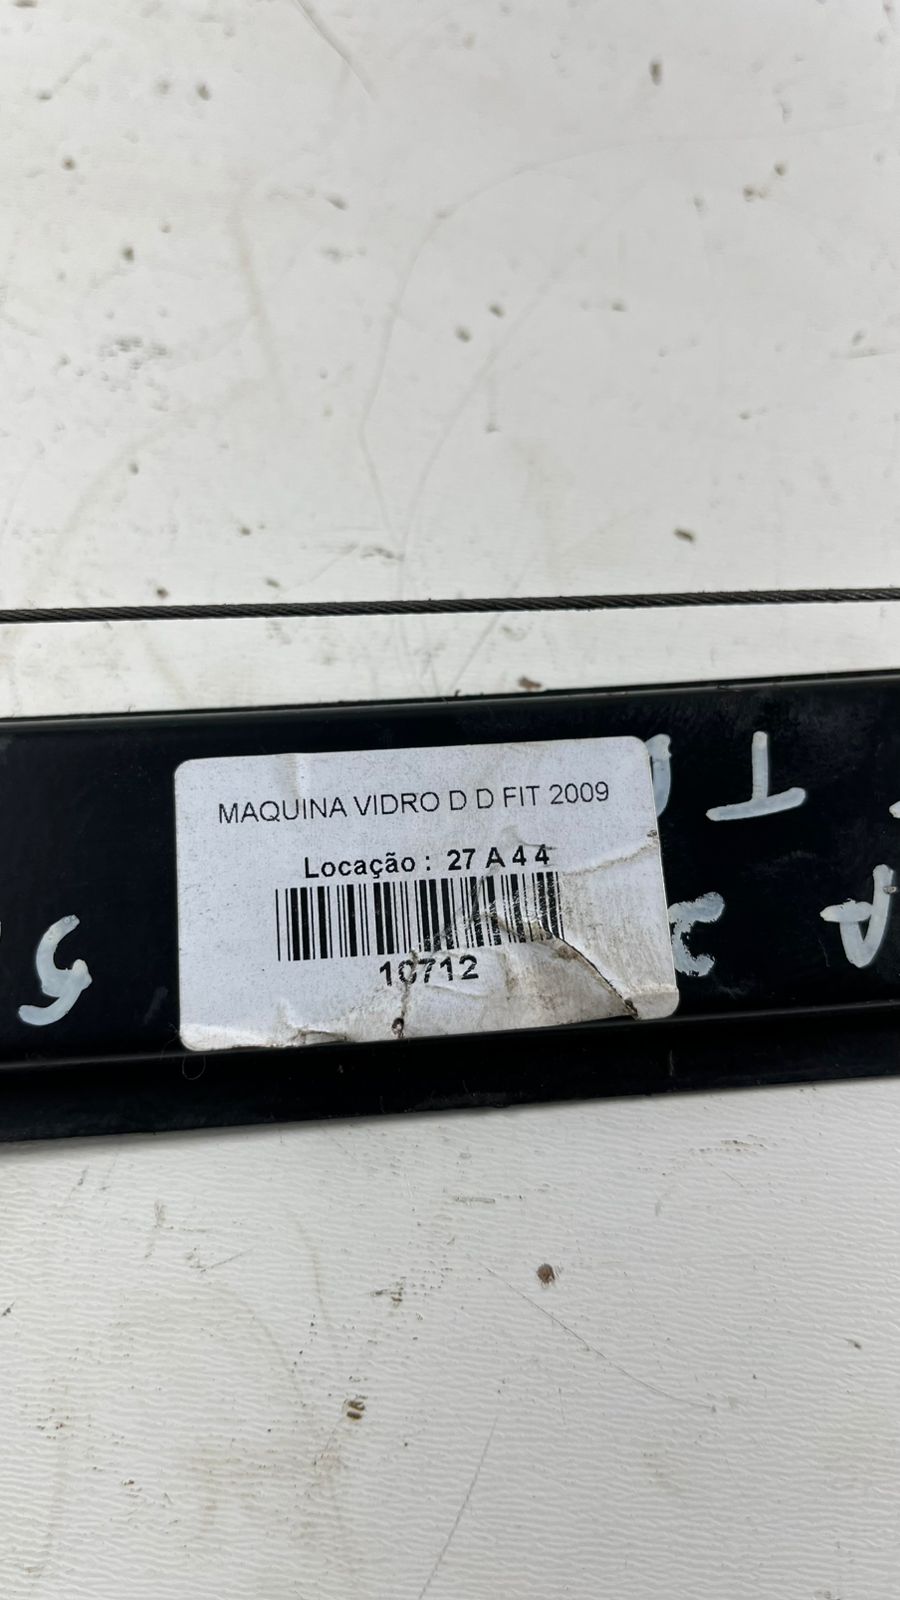 MAQUINA VIDRO D D FIT 2009
Locação : 27 A 4 4
10712